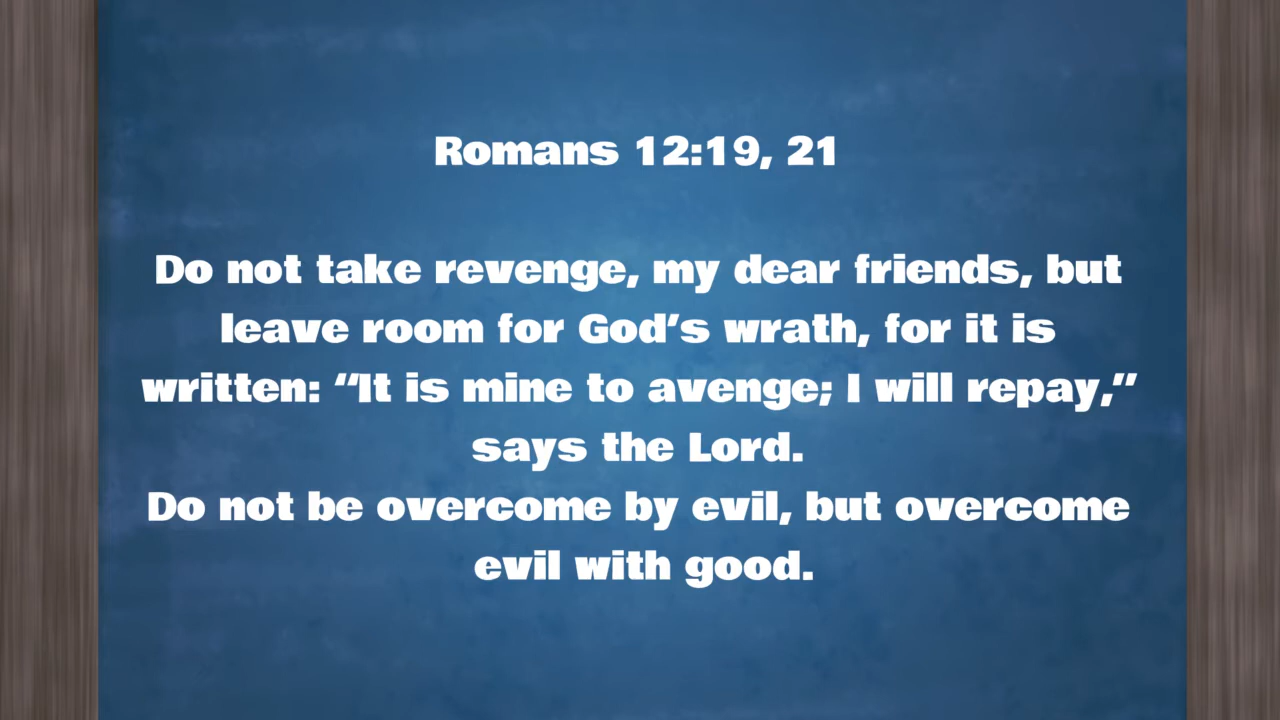 Romans 12:19, 21
Do not take revenge, my dear friends, but
leave room for God’s wrath, for it is
written: “It is mine to avenge; I will repay,”
says the Lord.
Do not be overcome by evil, but overcome
evil with good.